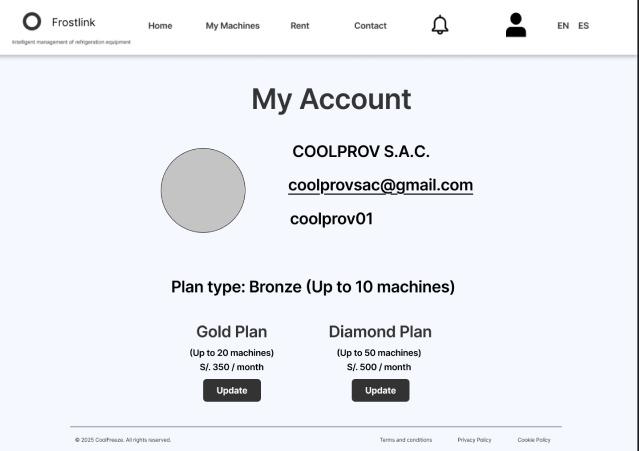 Frostlink
Intelligent management of refrigeration equipment
Home
My Machines
Rent
Contact
EN ES
My Account
COOLPROV S.A.C.
coolprovsac@gmail.com
coolprov01
Plan type: Bronze (Up to 10 machines)
Gold Plan
(Up to 20 machines)
S/. 350 / month
Update
Diamond Plan
(Up to 50 machines)
S/. 500 / month
Update
© 2025 CoolFreeze. All rights reserved.
Terms and conditions
Privacy Policy
Cookie Policy